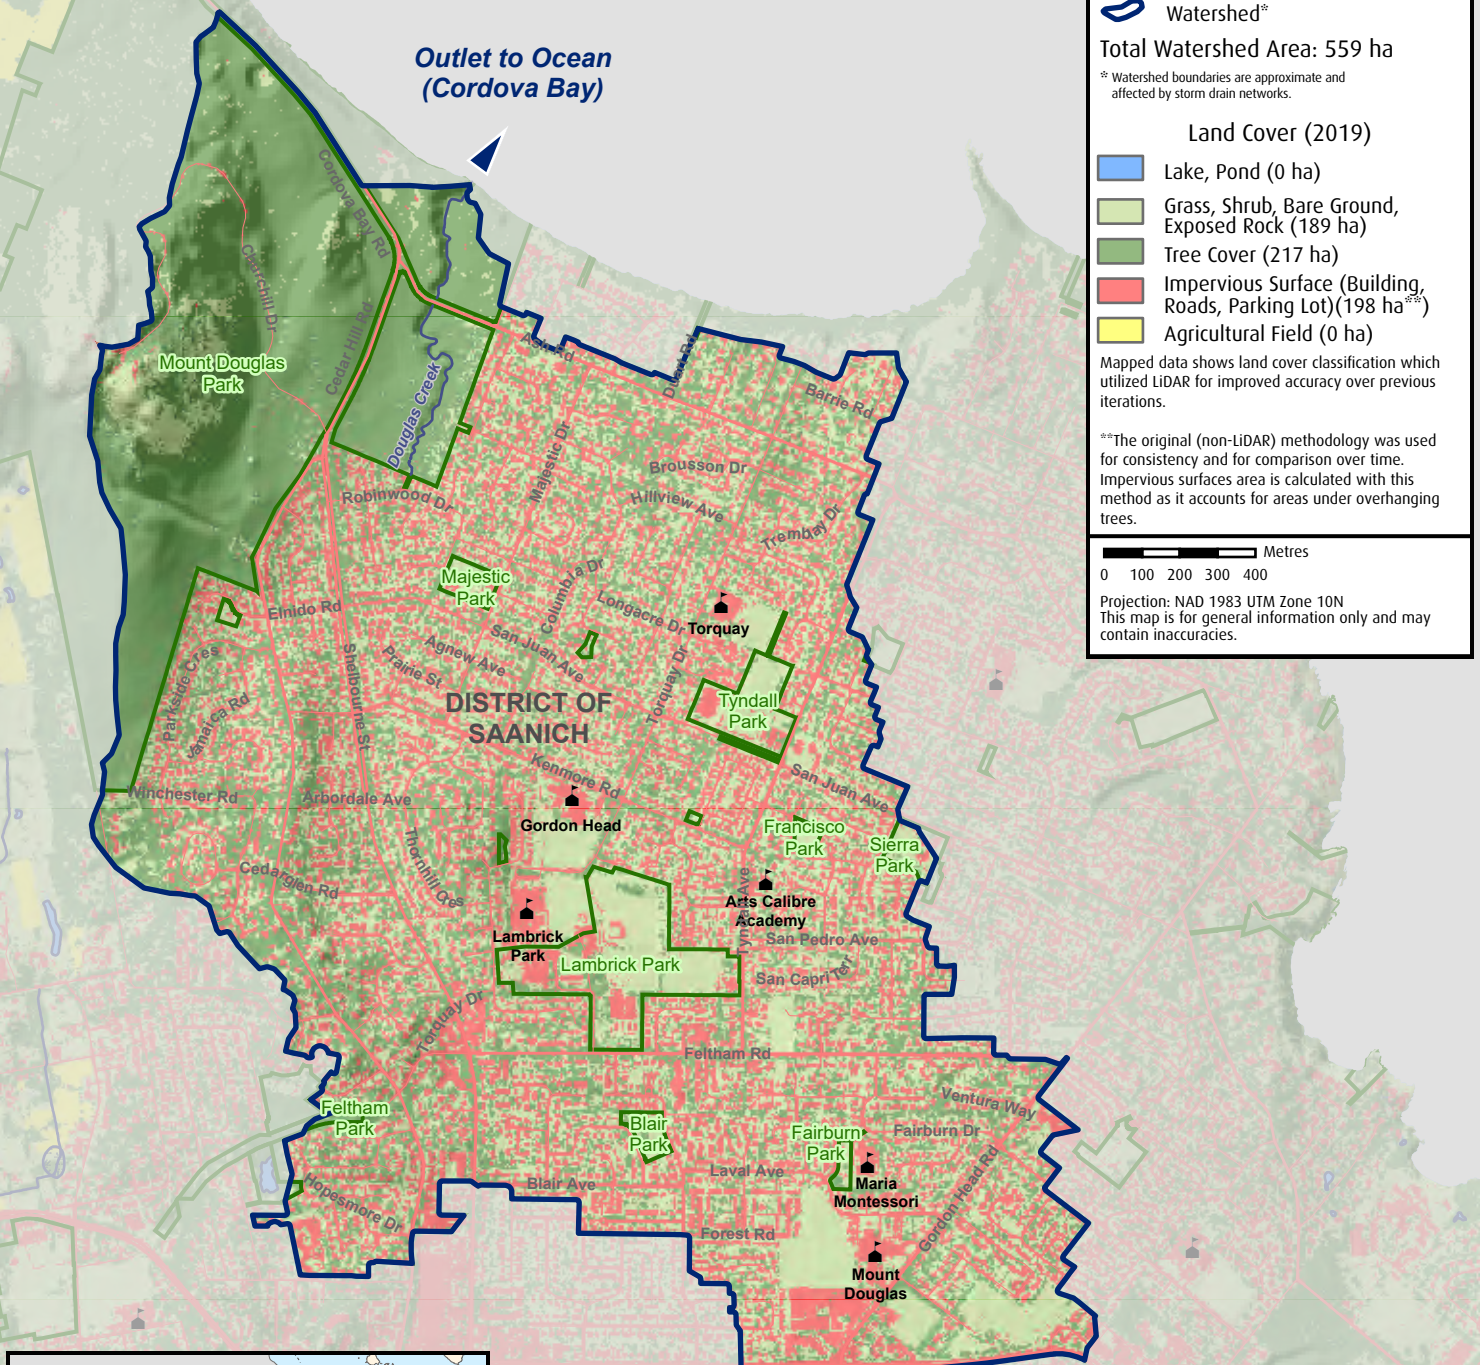 Outlet to Ocean
(Cordova Bay)
Watershed*
Total Watershed Area: 559 ha
* Watershed boundaries are approximate and
affected by storm drain networks.
Land Cover (2019)
Lake, Pond (0 ha)
Grass, Shrub, Bare Ground,
Exposed Rock (189 ha)
Tree Cover (217 ha)
Impervious Surface (Building,
Roads, Parking Lot)(198 ha**)
Agricultural Field (0 ha)
Mapped data shows land cover classification which
utilized LiDAR for improved accuracy over previous
iterations.
**The original (non-LiDAR) methodology was used
for consistency and for comparison over time.
Impervious surfaces area is calculated with this
method as it accounts for areas under overhanging
trees.
Metres
0 100 200 300 400
Projection: NAD 1983 UTM Zone 10N
This map is for general information only and may
contain inaccuracies.
Cordova Bay Rd
Churchill Dr
Cedar Hill Rd
Mount Douglas
Park
Douglas Creek
Ash Rd
Duart Rd
Barrie Rd
Majestic Dr
Brousson Dr
Hillview Ave
Robinwood Dr
Trembay Dr
Majestic
Park
Columbia Dr
Longacre Dr
Torquay
Elnido Rd
San Juan Ave
Agnew Ave
Prairie St
Shelbourne St
Parkside Cres
Jamaica Rd
Torquay Dr
Tyndall
Park
DISTRICT OF
SAANICH
Kenmore Rd
San Juan Ave
Winchester Rd
Arbordale Ave
Gordon Head
Francisco
Park
Sierra
Park
Thornhill Cres
Cedarglen Rd
Tyndall Ave
Arts Calibre
Academy
Lambrick
Park
Lambrick Park
San Pedro Ave
San Capri Terr
Torquay Dr
Feltham Rd
Ventura Way
Feltham
Park
Blair
Park
Fairburn
Park
Fairburn Dr
Laval Ave
Maria
Montessori
Blair Ave
Hopesmore Dr
Gordon Head Rd
Forest Rd
Mount
Douglas